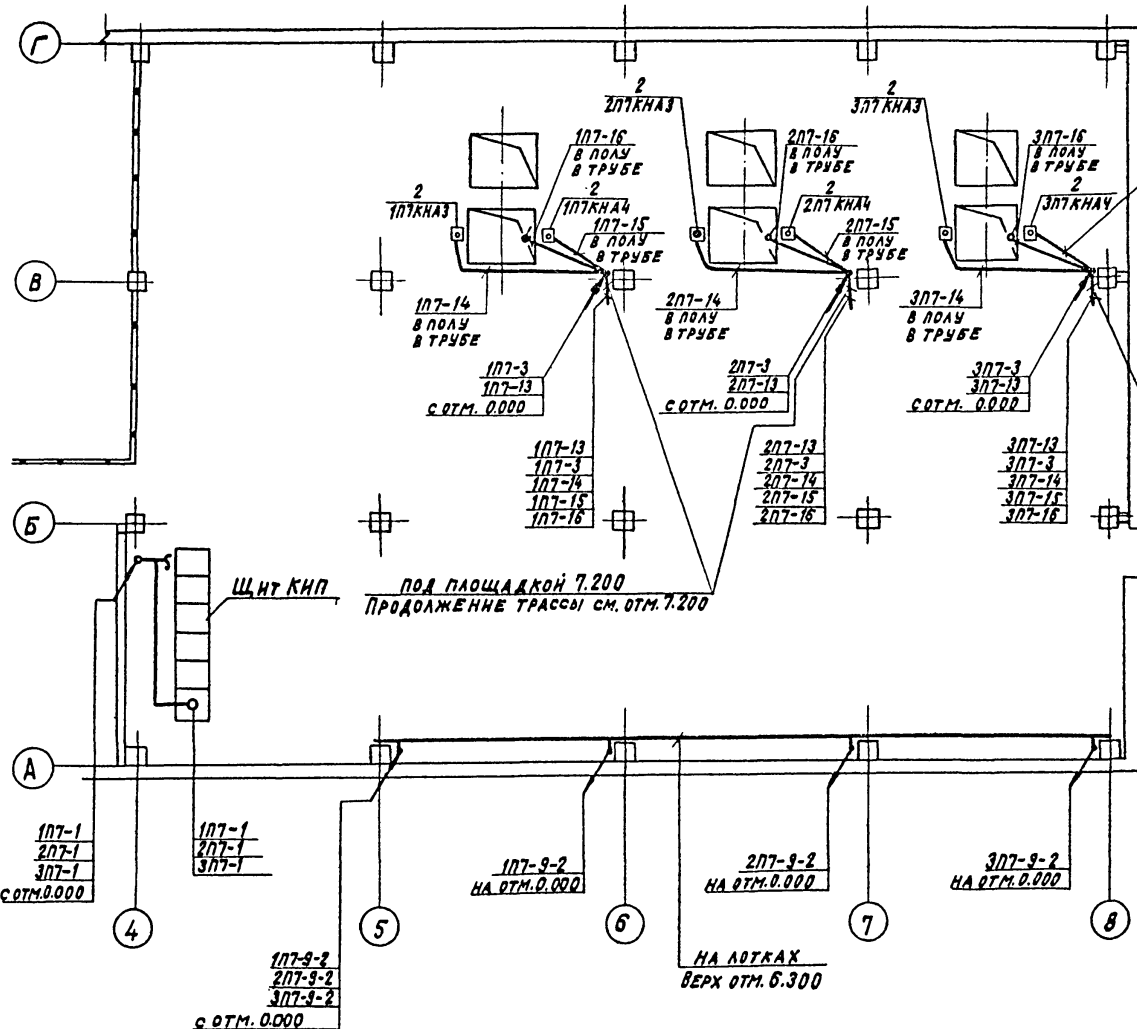 Г
2
2П7КНА3
2
3П7КНА3
1П7-16
В ПОЛУ
В ТРУБЕ
2П7-16
В ПОЛУ
В ТРУБЕ
3П7-16
В ПОЛУ
В ТРУБЕ
2
1П7КНА3
2
1П7КНА4
2
2П7КНА4
2
3П7КНА4
1П7-15
В ПОЛУ
В ТРУБЕ
2П7-15
В ПОЛУ
В ТРУБЕ
В
1П7-14
В ПОЛУ
В ТРУБЕ
2П7-14
В ПОЛУ
В ТРУБЕ
3П7-14
В ПОЛУ
В ТРУБЕ
1П7-3
1П7-13
С ОТМ. 0.000
2П7-3
2П7-13
С ОТМ. 0.000
3П7-3
3П7-13
С ОТМ. 0.000
1П7-13
1П7-3
1П7-14
1П7-15
1П7-16
2П7-13
2П7-3
2П7-14
2П7-15
2П7-16
3П7-13
3П7-3
3П7-14
3П7-15
3П7-16
Б
ЩИТ КИП
ПОД ПЛОЩАДКОЙ 7.200
ПРОДОЛЖЕНИЕ ТРАССЫ СМ. ОТМ. 7.200
А
1П7-1
2П7-1
3П7-1
С ОТМ. 0.000
1П7-1
2П7-1
3П7-1
1П7-9-2
НА ОТМ. 0.000
2П7-9-2
НА ОТМ. 0.000
3П7-9-2
НА ОТМ. 0.000
4
5
6
7
8
1П7-9-2
2П7-9-2
3П7-9-2
С ОТМ. 0.000
НА ЛОТКАХ
ВЕРХ ОТМ. 6.300